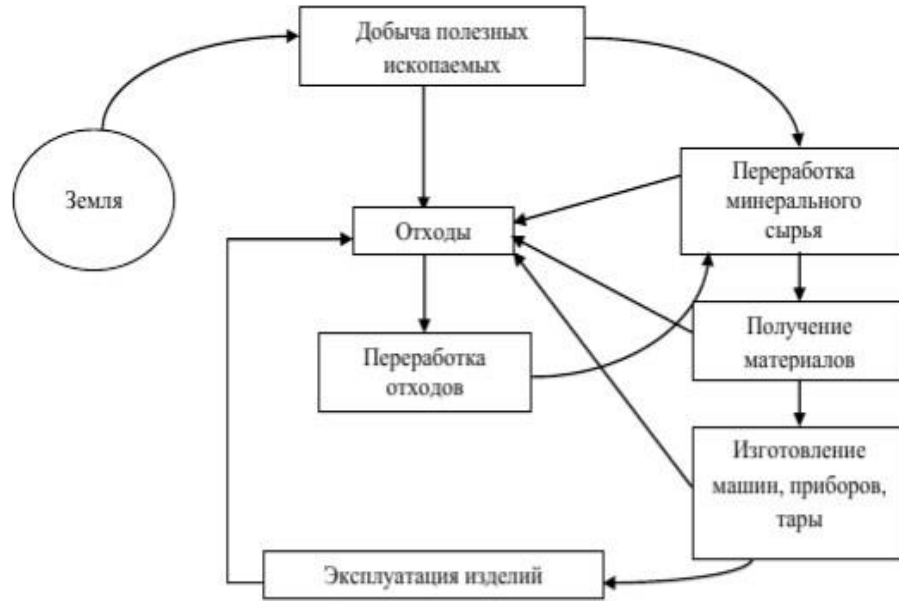 Добыча полезных
ископаемых
Земля
Переработка
минерального
сырья
Отходы
Получение
материалов
Переработка
отходов
Изготовление
машин, приборов,
тары
Эксплуатация изделий